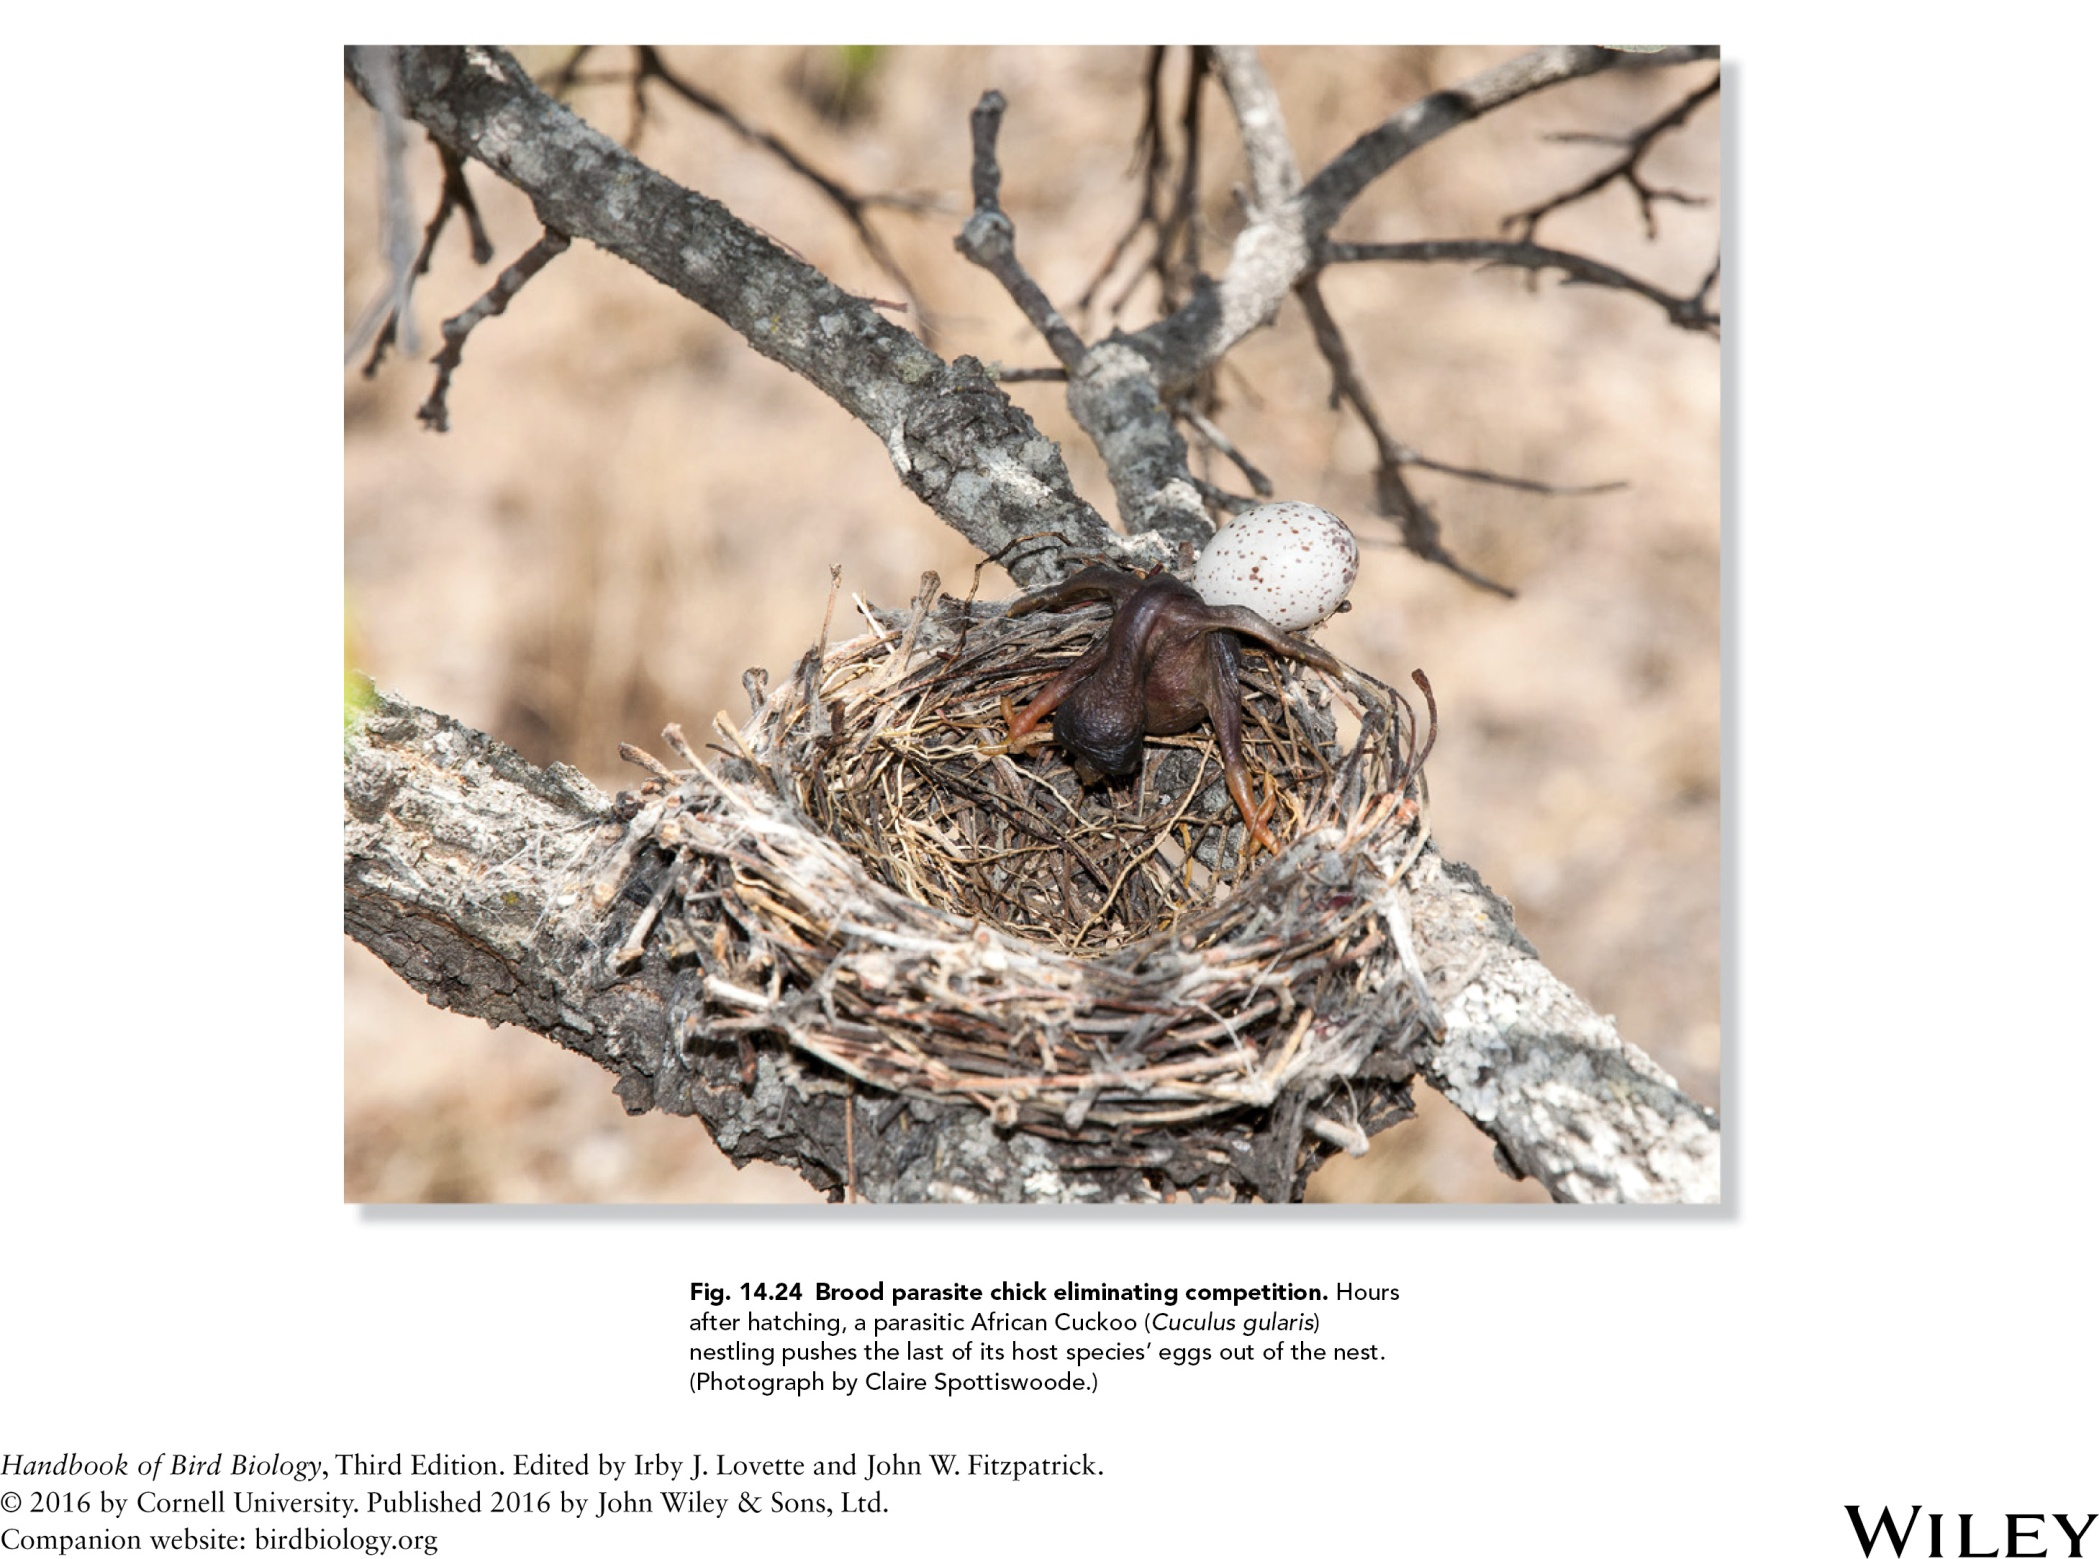 Fig. 14.24 Brood parasite chick eliminating competition. Hours
after hatching, a parasitic African Cuckoo (Cuculus gularis)
nestling pushes the last of its host species’ eggs out of the nest.
(Photograph by Claire Spottiswoode.)
Handbook of Bird Biology, Third Edition. Edited by Irby J. Lovette and John W. Fitzpatrick.
© 2016 by Cornell University. Published 2016 by John Wiley & Sons, Ltd.
Companion website: birdbiology.org
WILEY